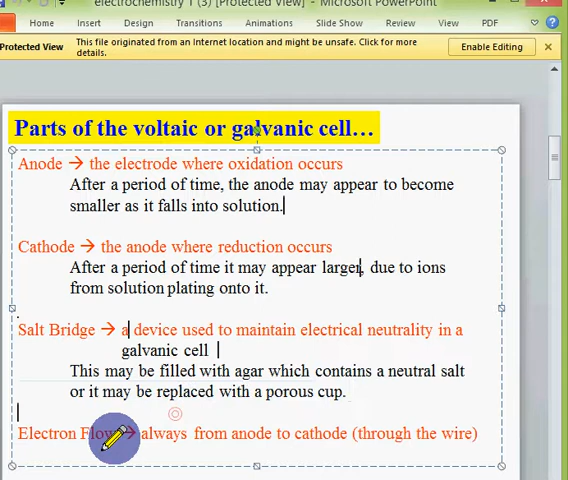 electrochemistry 1 (3) [Protected View] - Microsoft PowerPoint
Home Insert Design Transitions Animations Slide Show Review View PDF
Protected View This file originated from an Internet location and might be unsafe. Click for more
details.
Enable Editing
Parts of the voltaic or galvanic cell…
Anode → the electrode where oxidation occurs
After a period of time, the anode may appear to become
smaller as it falls into solution.
Cathode → the anode where reduction occurs
After a period of time it may appear larger, due to ions
from solution plating onto it.
Salt Bridge → a device used to maintain electrical neutrality in a
galvanic cell
This may be filled with agar which contains a neutral salt
or it may be replaced with a porous cup.
Electron Flow → always from anode to cathode (through the wire)